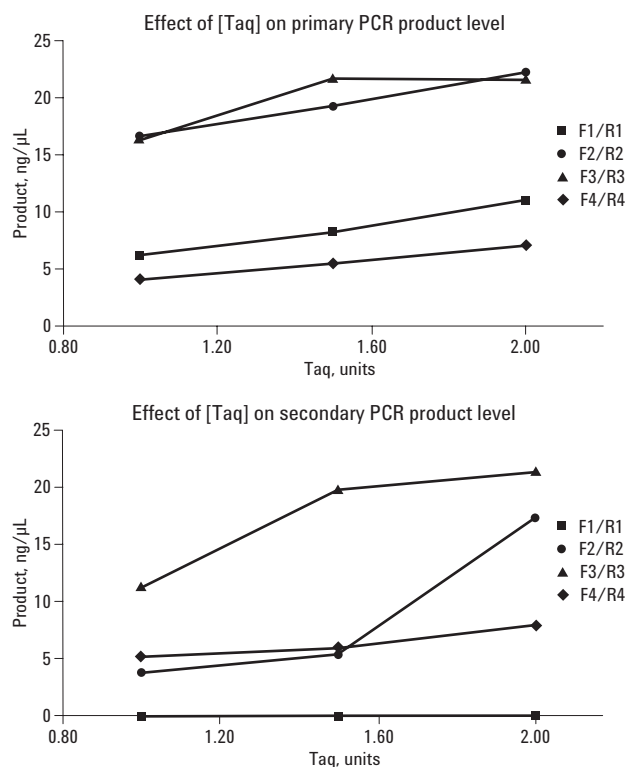 Effect of [Taq] on primary PCR product level
25
20
15
10
5
0
Product, ng/µL
0.80
1.20
1.60
2.00
Taq, units
F1/R1
F2/R2
F3/R3
F4/R4
Effect of [Taq] on secondary PCR product level
25
20
15
10
5
0
Product, ng/µL
0.80
1.20
1.60
2.00
Taq, units
F1/R1
F2/R2
F3/R3
F4/R4